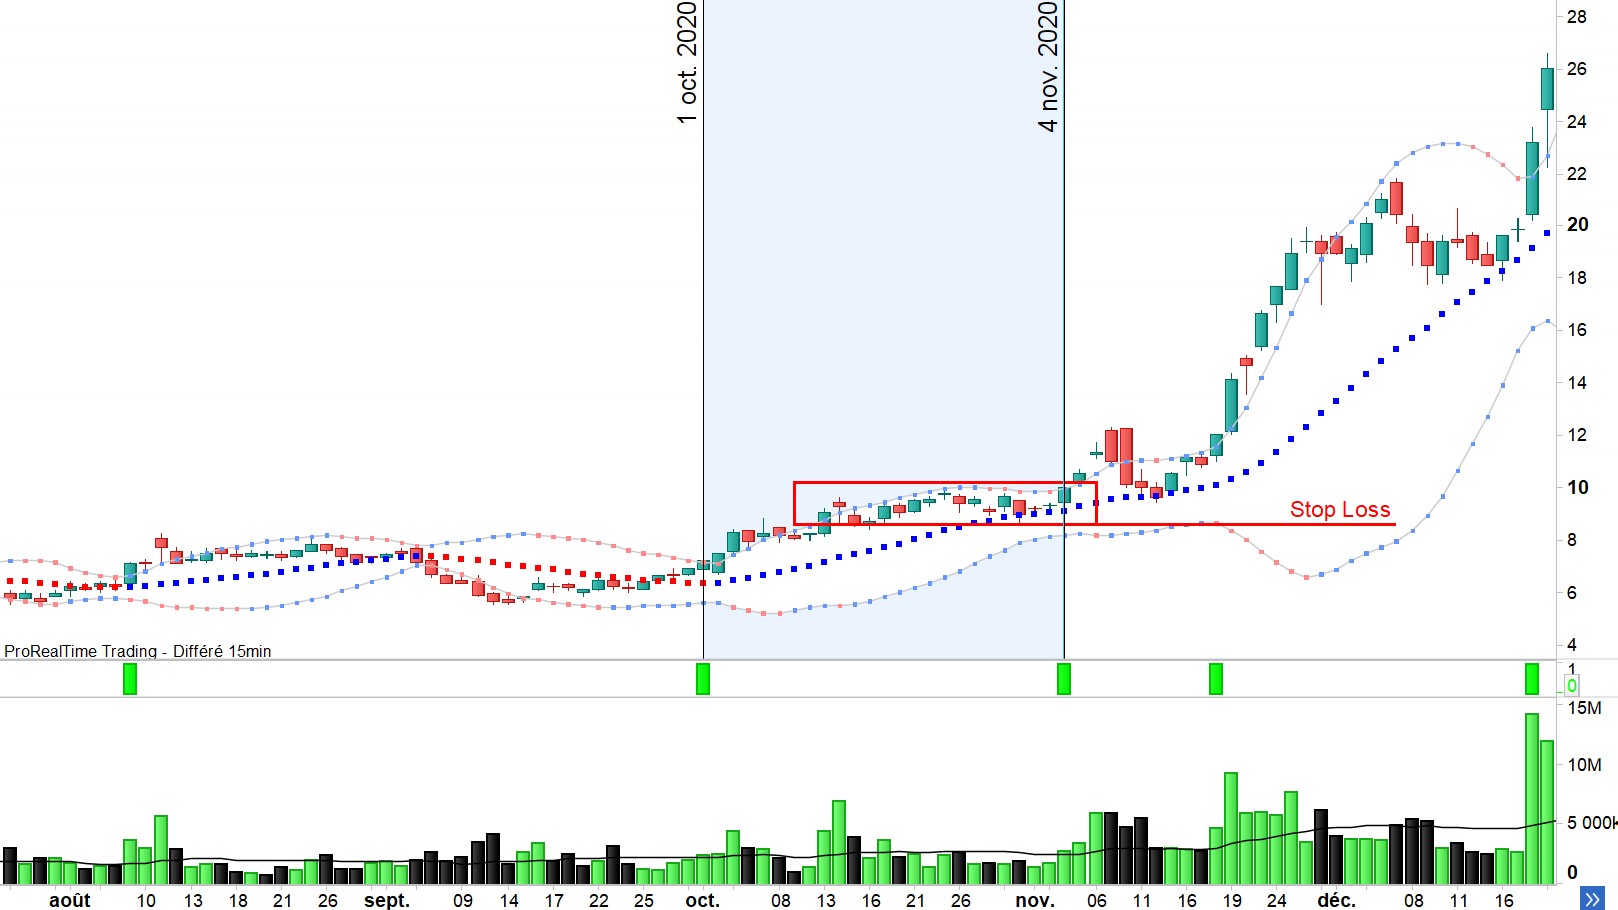 1 oct. 2020
4 nov. 2020
28
26
24
22
20
18
16
14
12
10
8
6
4
Stop Loss
ProRealTime Trading - Différé 15min
1
0
15M
10M
5 000k
0
août 10 13 18 21 26 sept. 09 14 17 22 25 oct. 08 13 16 21 26 nov. 06 11 16 19 24 déc. 08 11 16